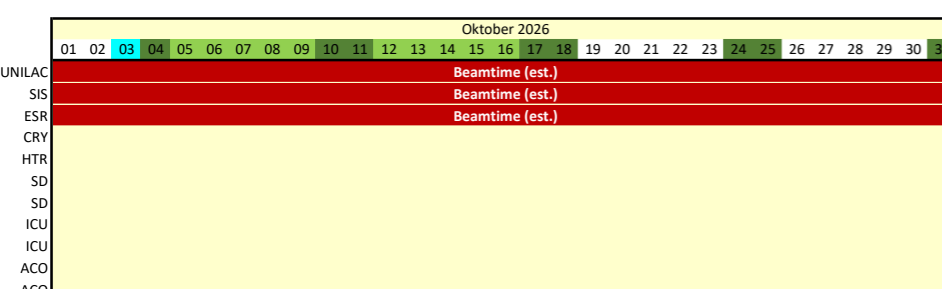 Oktober 2026
01 02 03 04 05 06 07 08 09 10 11 12 13 14 15 16 17 18 19 20 21 22 23 24 25 26 27 28 29 30
UNILAC Beamtime (est.)
SIS Beamtime (est.)
ESR Beamtime (est.)
CRY
HTR
SD
SD
ICU
ICU
ACO
ACO